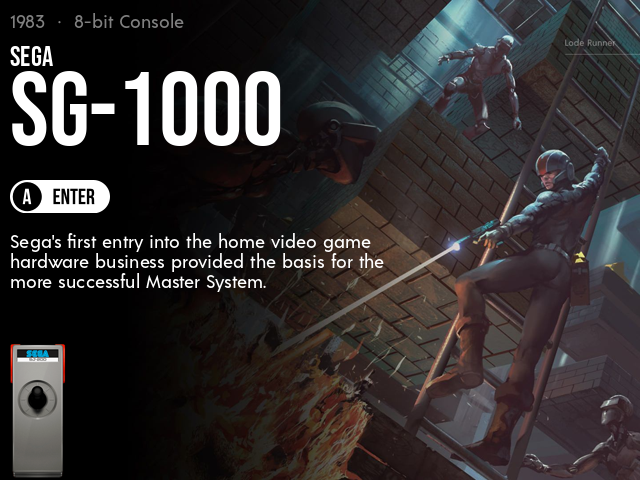 1983 · 8-bit Console
Lode Runner
SEGA
SG-1000
A ENTER
Sega's first entry into the home video game
hardware business provided the basis for the
more successful Master System.
SEGA